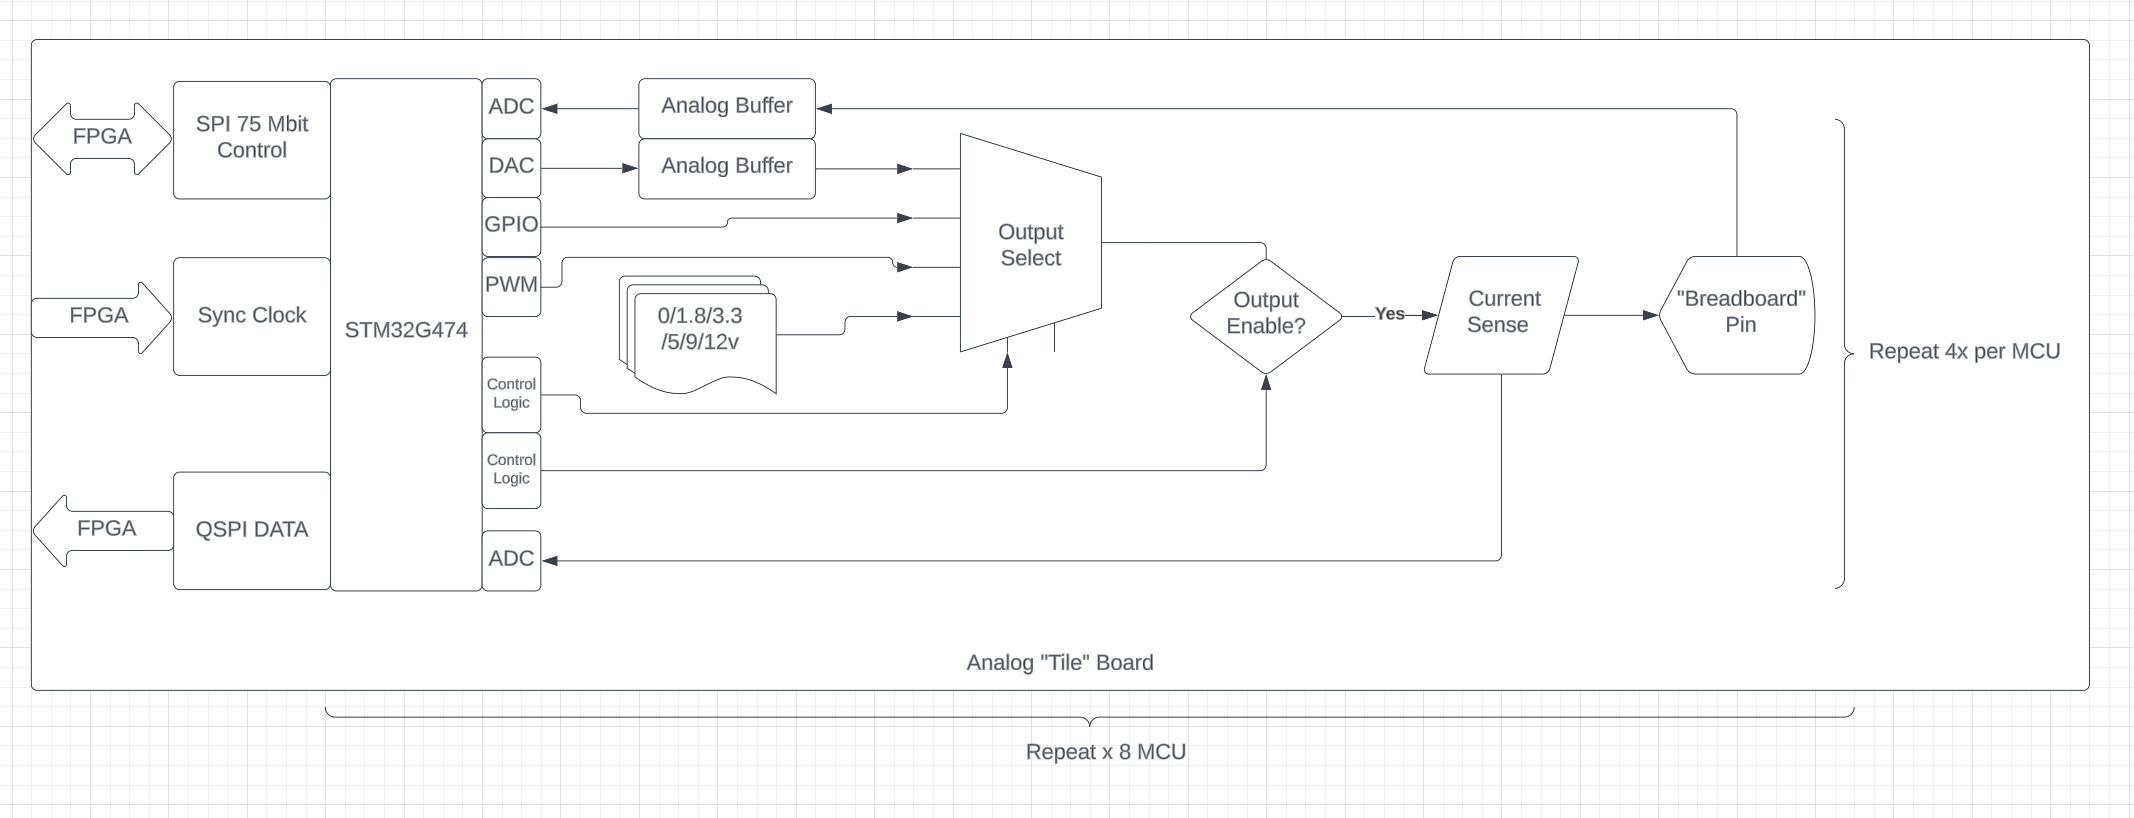 FPGA
SPI 75 Mbit
Control
ADC
Analog Buffer
DAC
Analog Buffer
GPIO
PWM
Output
Select
FPGA
Sync Clock
STM32G474
0/1.8/3.3
/5/9/12v
Output
Enable?
Yes
Current
Sense
"Breadboard"
Pin
Repeat 4x per MCU
Control
Logic
Control
Logic
FPGA
QSPI DATA
ADC
Analog "Tile" Board
Repeat x 8 MCU